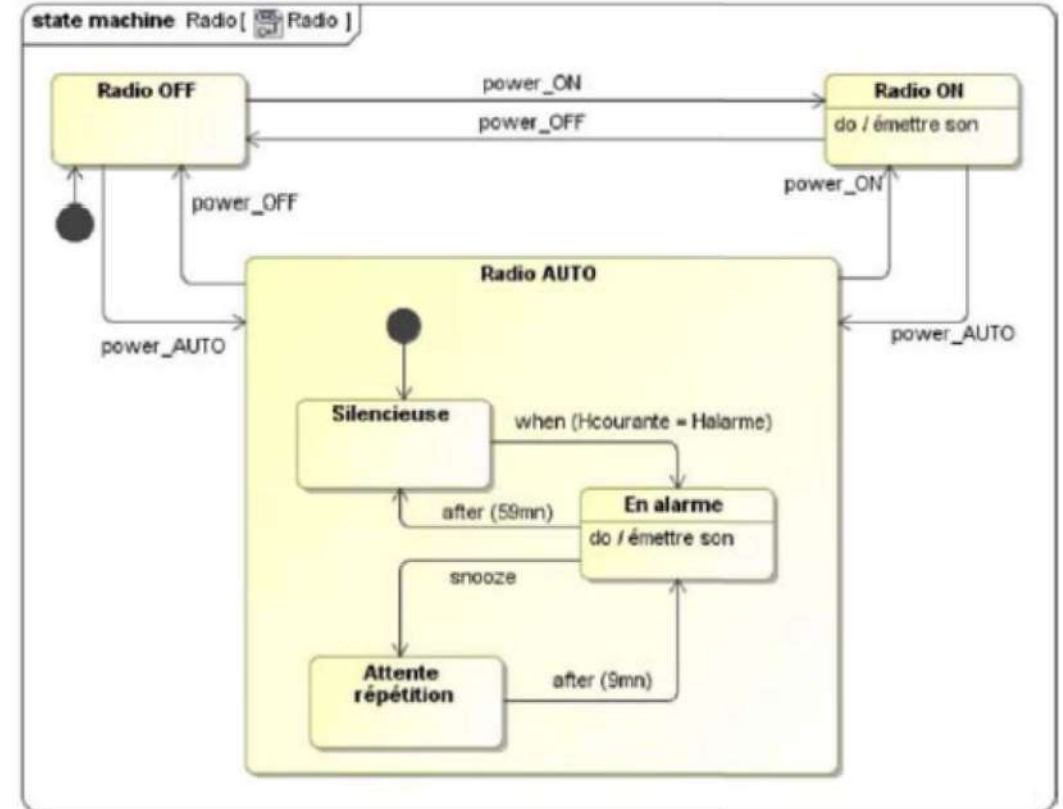 state machine Radio [ Radio ]
Radio OFF
power_ON
Radio ON
power_OFF
do / émettre son
power_OFF
power_ON
Radio AUTO
power_AUTO
power_AUTO
Silencieuse
when (Hcourante = Halarme)
En alarme
after (59mn)
do / émettre son
snooze
Attente
répétition
after (9mn)